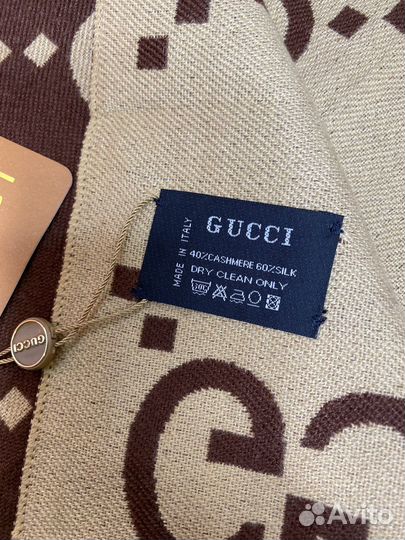 GUCCI
MADE IN ITALY
40%CASHMERE 60%SILK
DRY CLEAN ONLY
GUCCI
Avito